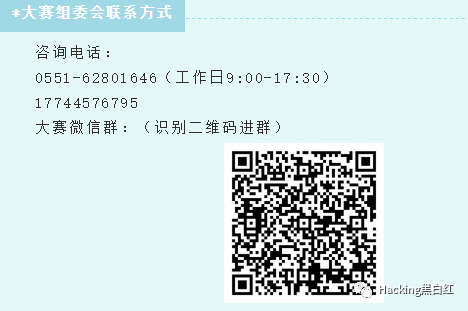 *大赛组委会联系方式
咨询电话：
0551-62801646（工作日9:00-17:30）
17744576795
大赛微信群：（识别二维码进群）
Hacking黑白红